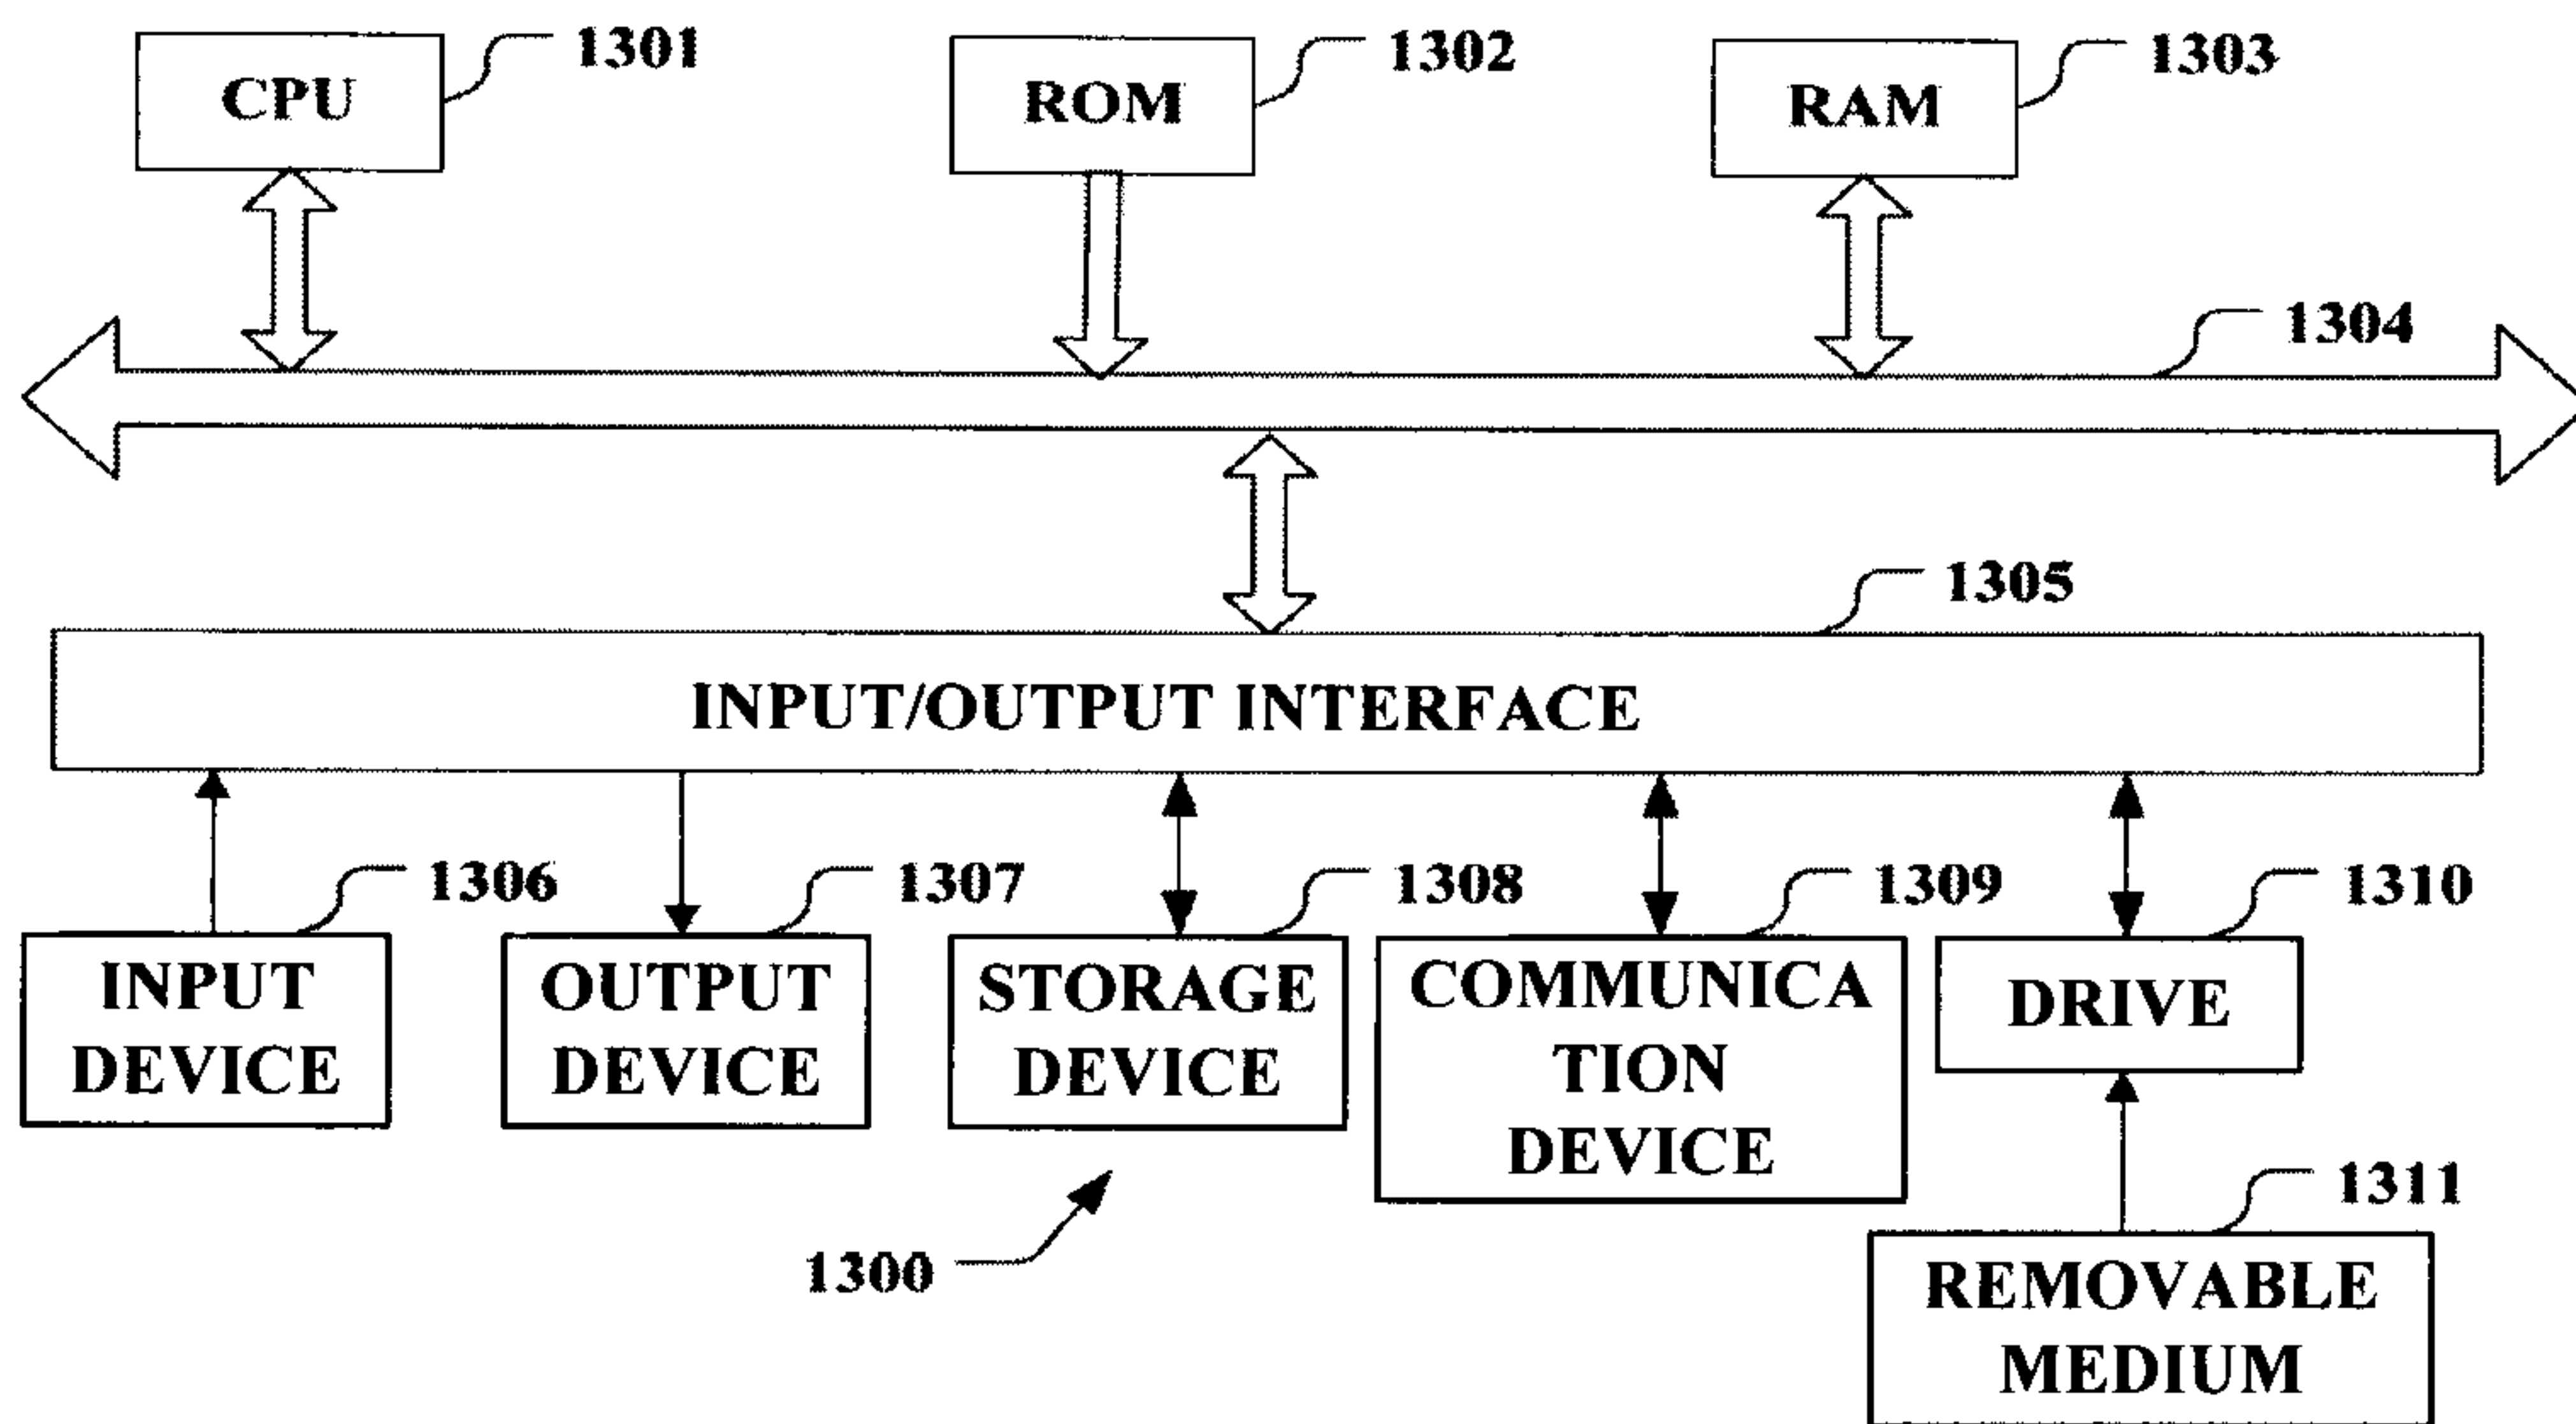 CPU
1301
ROM
1302
RAM
1303
1304
1305
INPUT/OUTPUT INTERFACE
1306
1307
1308
1309
1310
INPUT
DEVICE
OUTPUT
DEVICE
STORAGE
DEVICE
COMMUNICA
TION
DEVICE
DRIVE
1300
1311
REMOVABLE
MEDIUM